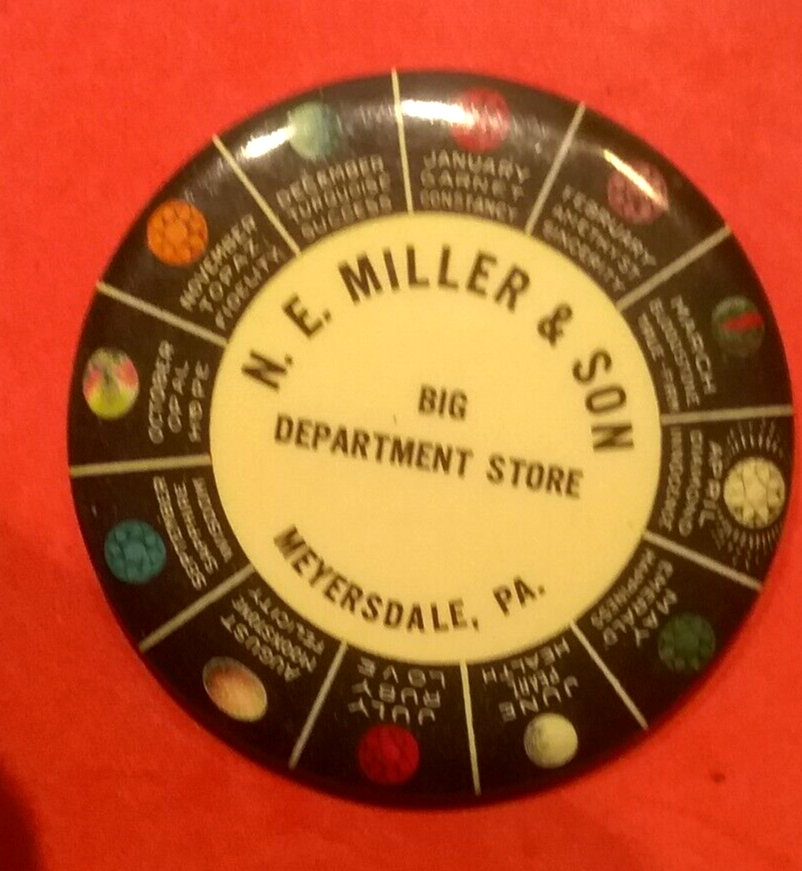 N. E. MILLER & SON
BIG
DEPARTMENT STORE
MEYERSDALE, PA.
JANUARY
GARNET
CONSTANCY
FEBRUARY
AMETHYST
SINCERITY
MARCH
APRIL
DIAMOND
MAY
EMERALD
HAPPINESS
JUNE
PEARL
HEALTH
JULY
RUBY
LOVE
AUGUST
MOONSTONE
FELICITY
SEPTEMBER
SAPPHIRE
WISDOM
OCTOBER
OPAL
HOPE
NOVEMBER
TOPAZ
FIDELITY
DECEMBER
TURQUOISE
SUCCESS